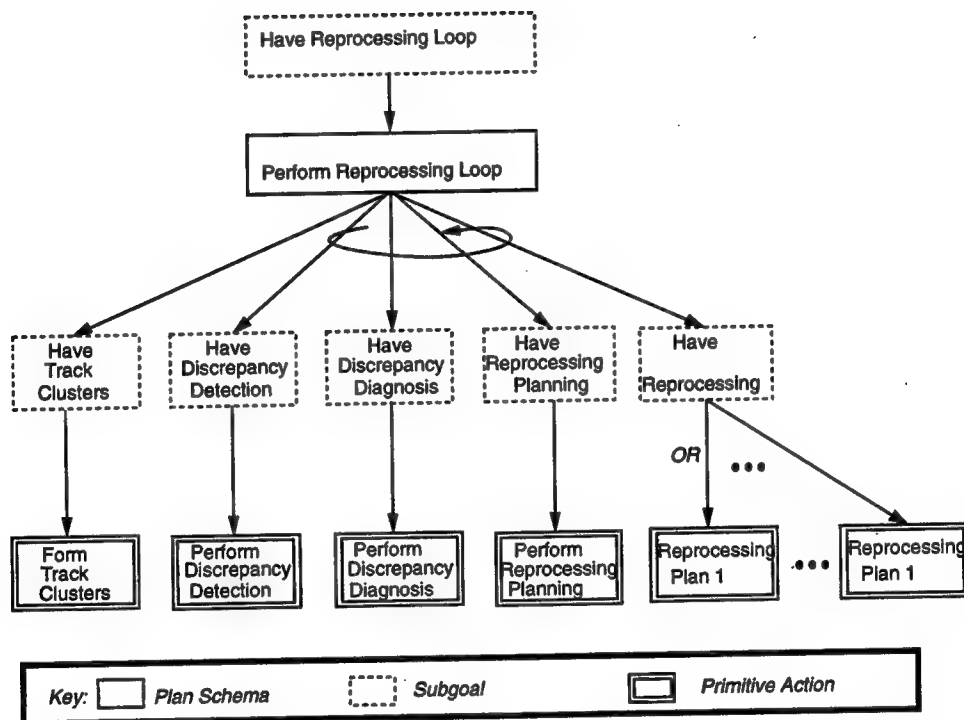 Have Reprocessing Loop
Perform Reprocessing Loop
Have
Track
Clusters
Have
Discrepancy
Detection
Have
Discrepancy
Diagnosis
Have
Reprocessing
Planning
Have
Reprocessing
OR
Form
Track
Clusters
Perform
Discrepancy
Detection
Perform
Discrepancy
Diagnosis
Perform
Reprocessing
Planning
Reprocessing
Plan 1
Reprocessing
Plan 1
Key: Plan Schema Subgoal Primitive Action